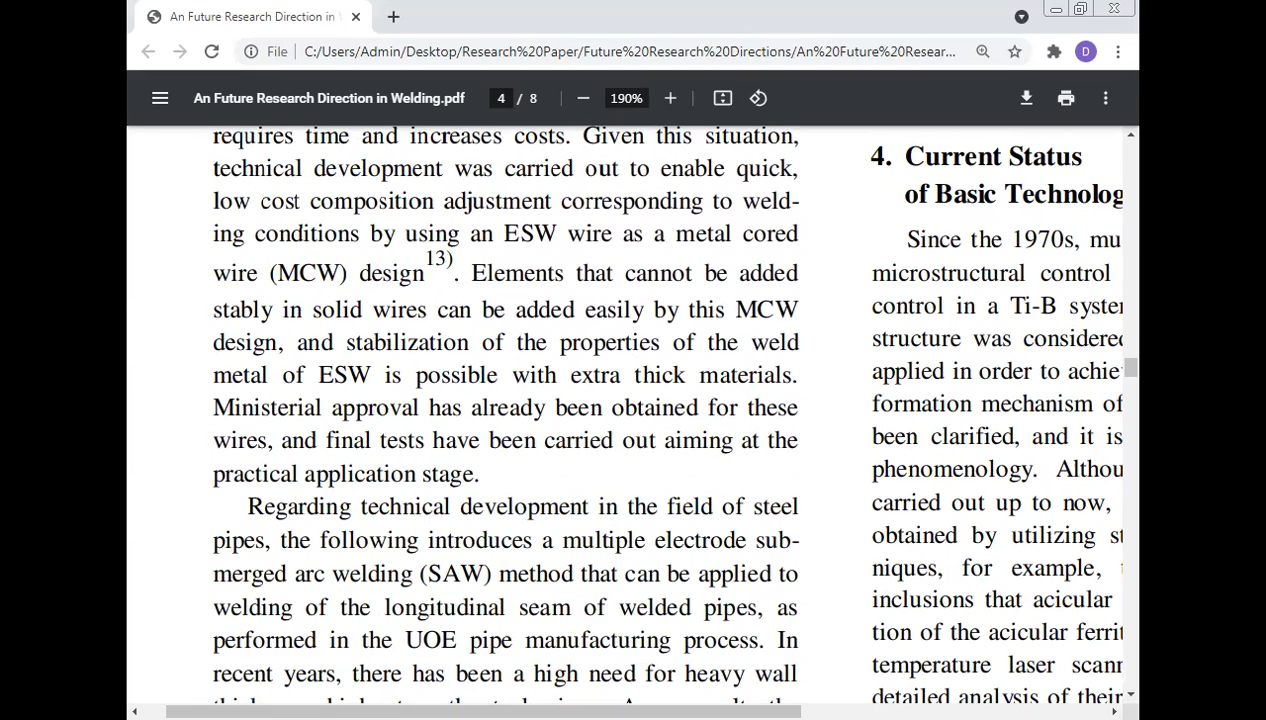 An Future Research Direction in
File C:/Users/Admin/Desktop/Research%20Paper/Future%20Research%20Directions/An%20Future%20Resear...
D
An Future Research Direction in Welding.pdf 4 / 8 190%
requires time and increases costs. Given this situation,
technical development was carried out to enable quick,
low cost composition adjustment corresponding to weld-
ing conditions by using an ESW wire as a metal cored
wire (MCW) design13). Elements that cannot be added
stably in solid wires can be added easily by this MCW
design, and stabilization of the properties of the weld
metal of ESW is possible with extra thick materials.
Ministerial approval has already been obtained for these
wires, and final tests have been carried out aiming at the
practical application stage.
Regarding technical development in the field of steel
pipes, the following introduces a multiple electrode sub-
merged arc welding (SAW) method that can be applied to
welding of the longitudinal seam of welded pipes, as
performed in the UOE pipe manufacturing process. In
recent years, there has been a high need for heavy wall
4. Current Status
of Basic Technolog
Since the 1970s, mu
microstructural control
control in a Ti-B system
structure was considered
applied in order to achie
formation mechanism of
been clarified, and it is
phenomenology. Althou
carried out up to now,
obtained by utilizing s
niques, for example,
inclusions that acicular
tion of the acicular ferrit
temperature laser scann
detailed analysis of their